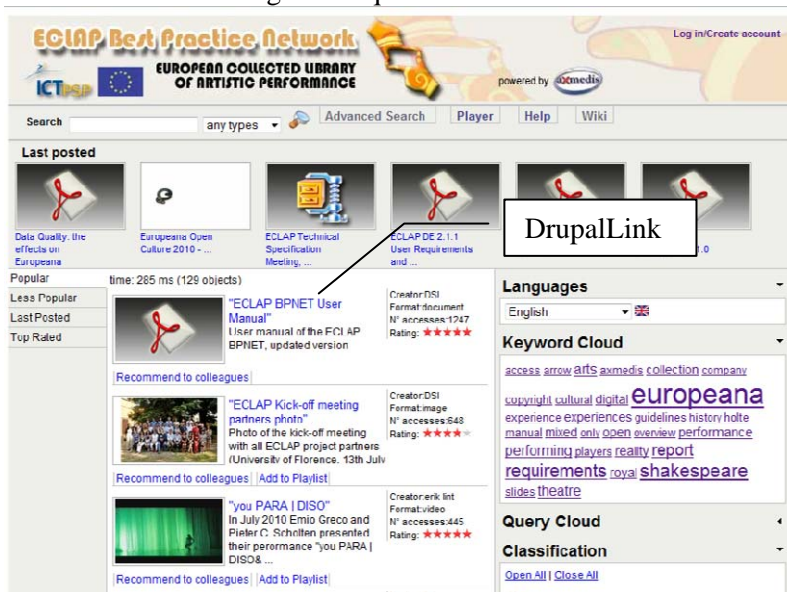 ECLAP Best Practice Network
EUROPEAN COLLECTED LIBRARY
OF ARTISTIC PERFORMANCE
ICT PSP
powered by axmedis
Log in/Create account
Search any types Advanced Search Player Help Wiki
Last posted
Data Quality: the
effects on
Europeana
Europeana Open
Culture 2010 - ...
ECLAP Technical
Specification
Meeting, ...
ECLAP DE 2.1.1
User Requirements
and ...
1.0
DrupalLink
Popular
Less Popular
Last Posted
Top Rated
time: 285 ms (129 objects)
"ECLAP BPNET User
Manual"
User manual of the ECLAP
BPNET, updated version
Creator:DSI
Format:document
N° accesses:1247
Rating:
Recommend to colleagues
"ECLAP Kick-off meeting
partners photo"
Photo of the kick-off meeting
with all ECLAP project partners
(University of Florence, 13th July
Creator:DSI
Format:image
N° accesses:648
Rating:
Recommend to colleagues Add to Playlist
"you PARA | DISO"
In July 2010 Emio Greco and
Pieter C. Scholten presented
their perormance "you PARA |
DISO& ...
Creator:erik lint
Format:video
N° accesses:445
Rating:
Recommend to colleagues Add to Playlist
Languages
English
Keyword Cloud
access arrow arts axmedis collection company
copyright cultural digital europeana
experience experiences guidelines history holte
manual mixed only open overview performance
performing players reality report
requirements royal shakespeare
slides theatre
Query Cloud
Classification
Open All | Close All